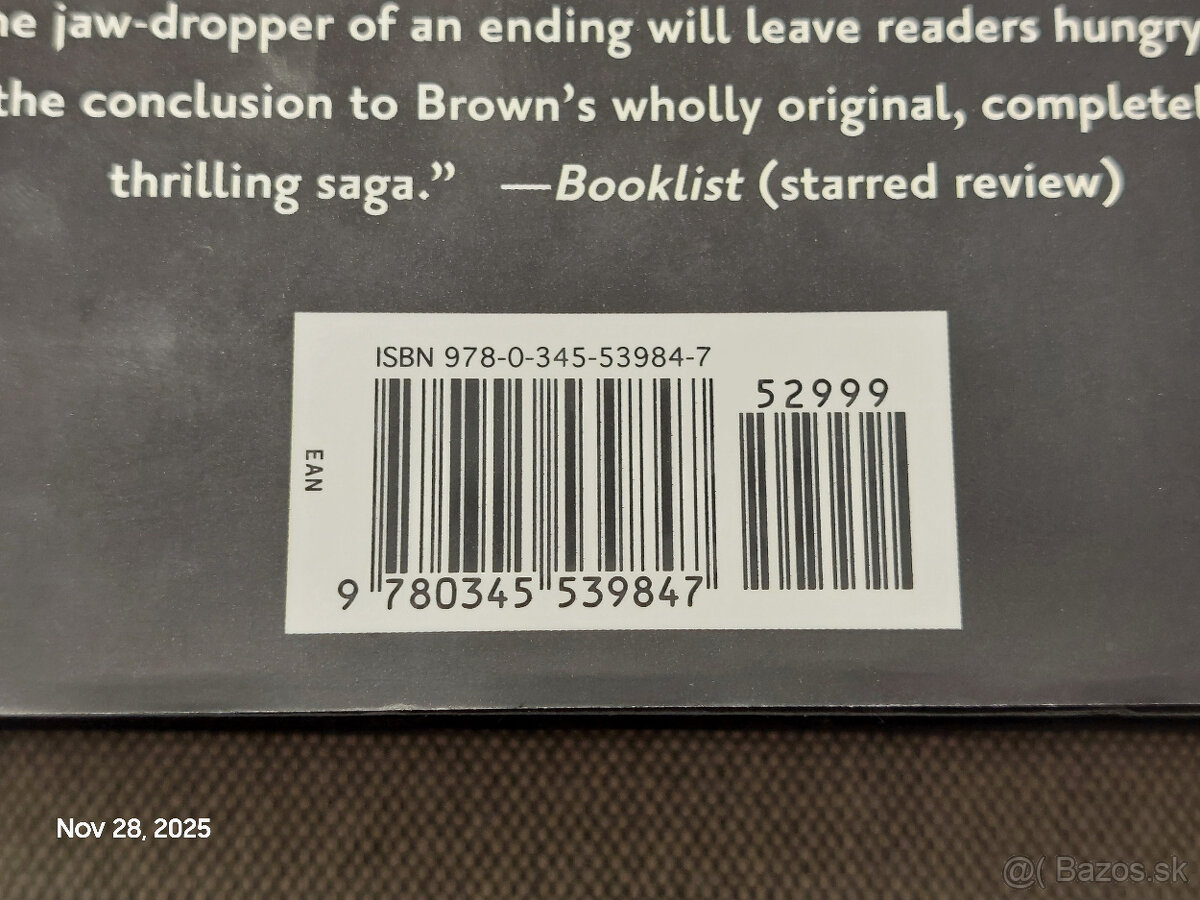 he jaw-dropper of an ending will leave readers hungry
the conclusion to Brown's wholly original, completel
thrilling saga.” —Booklist (starred review)
ISBN 978-0-345-53984-7
52999
EAN
9 780345 539847
Nov 28, 2025
@( Bazos.sk